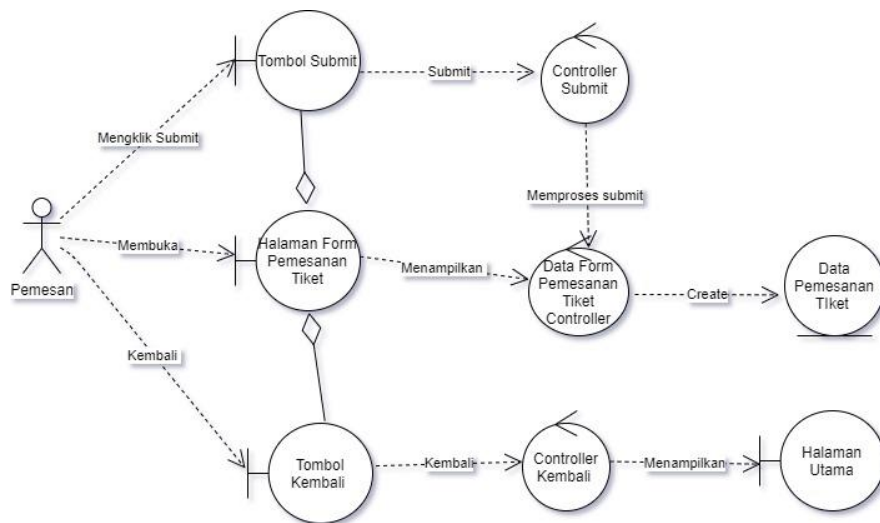 Tombol Submit
Submit
Controller
Submit
Mengklik Submit
Memproses submit
Pemesan
Membuka
Halaman Form
Pemesanan
Tiket
Menampilkan
Data Form
Pemesanan
Tiket
Controller
Create
Data
Pemesanan
TIket
Kembali
Tombol
Kembali
Kembali
Controller
Kembali
Menampilkan
Halaman
Utama